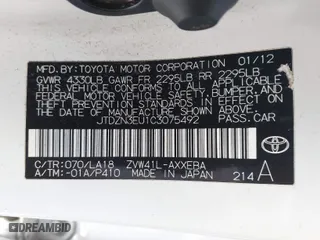 MFD.BY:TOYOTA MOTOR CORPORATION 01/12
GVWR 4330LB GAWR FR 2295LB RR 2295LB
THIS VEHICLE CONFORMS TO ALL APPLICABLE
FEDERAL MOTOR VEHICLE SAFETY, BUMPER, AND
THEFT PREVENTION STANDARDS IN EFFECT ON
THE DATE OF MANUFACTURE SHOWN ABOVE.
JTDZN3EU1C3075492 PASS.CAR
C/TR:070/LA18 ZVW41L-AXXEBA
A/TM:-01A/P410 MADE IN JAPAN 214 A